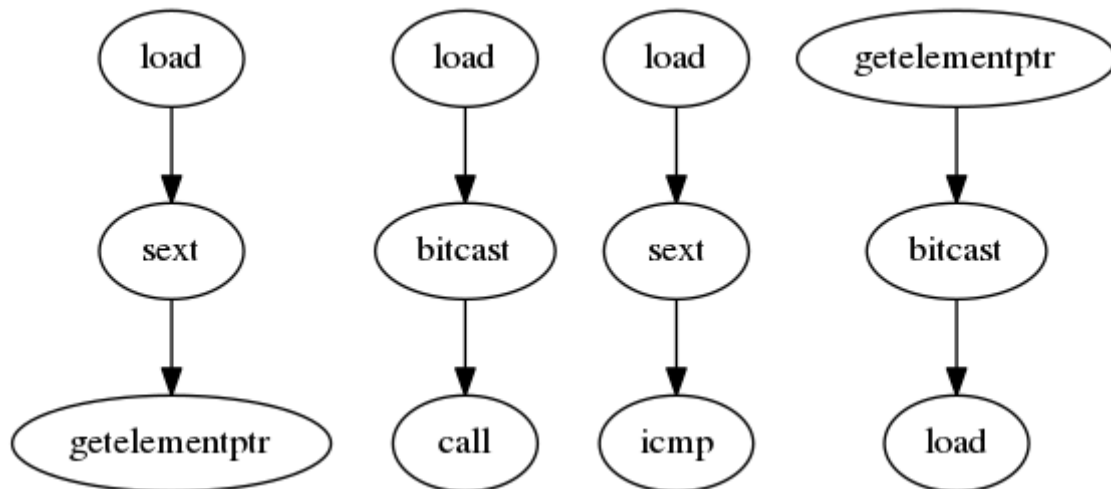 load load load getelementptr
sext bitcast sext bitcast
getelementptr call icmp load